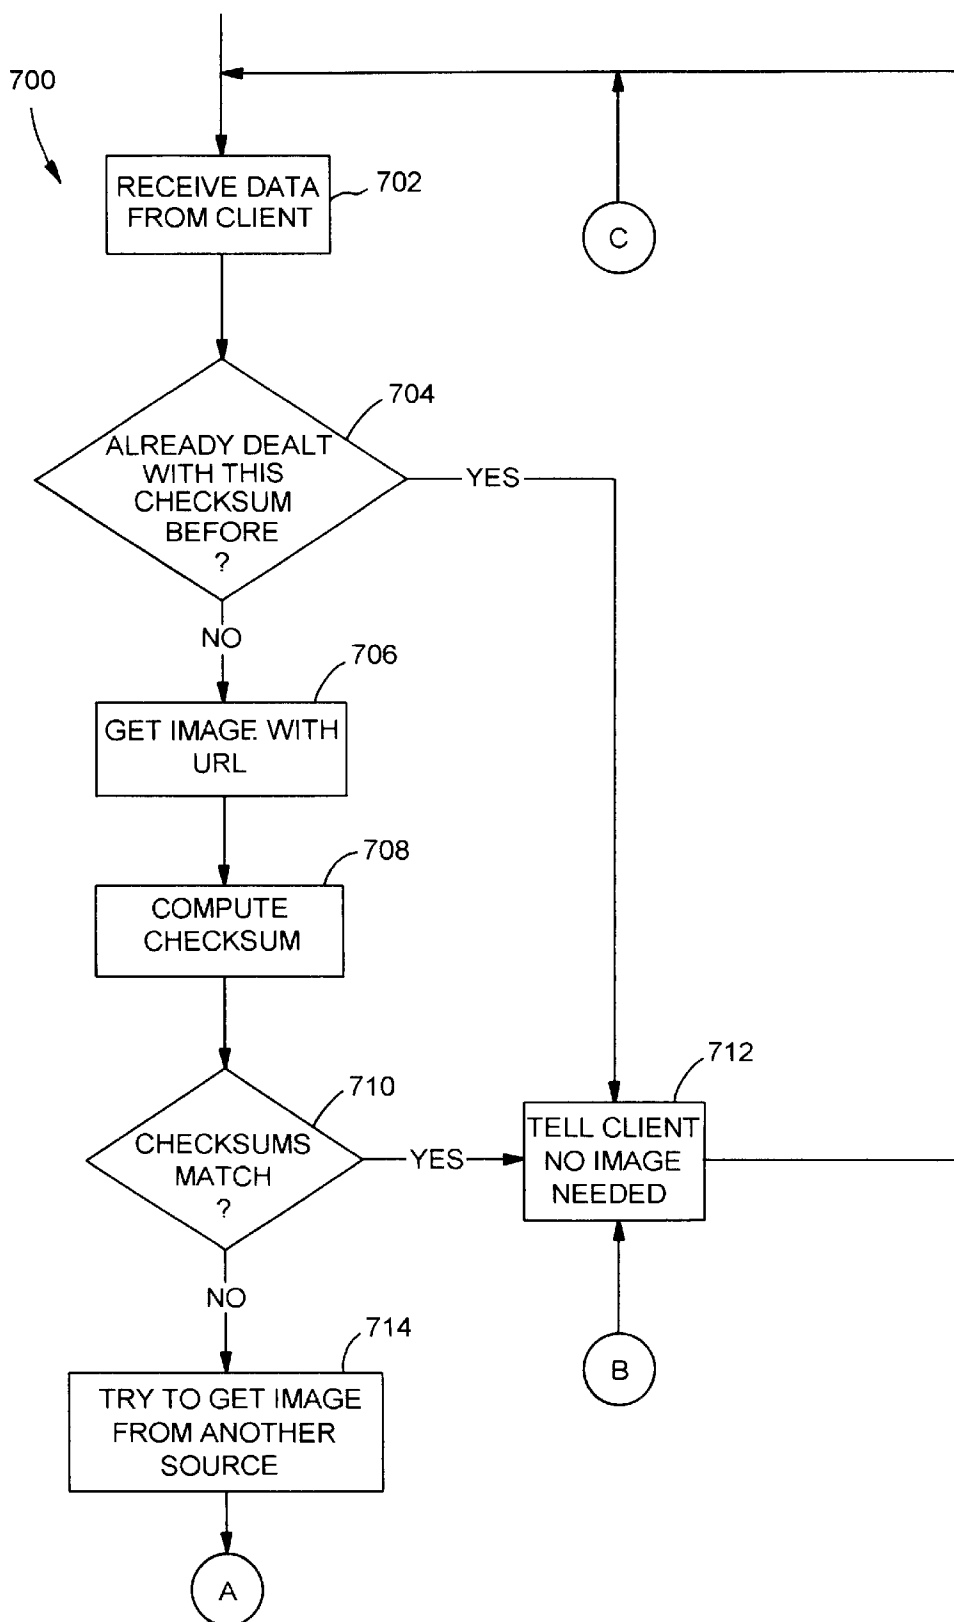 700
RECEIVE DATA
FROM CLIENT
702
C
704
ALREADY DEALT
WITH THIS
CHECKSUM
BEFORE
?
YES
NO
706
GET IMAGE WITH
URL
708
COMPUTE
CHECKSUM
710
CHECKSUMS
MATCH
?
YES
712
TELL CLIENT
NO IMAGE
NEEDED
NO
714
TRY TO GET IMAGE
FROM ANOTHER
SOURCE
B
A